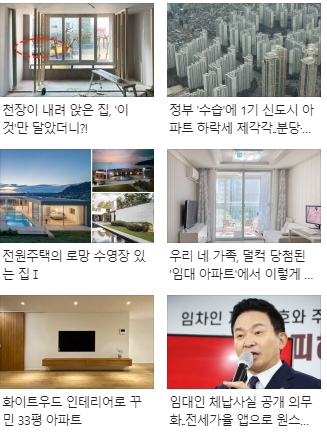 천장이 내려 앉은 집, '이
것'만 달았더니?!
정부 '수습'에 1기 신도시 아
파트 하락세 제각각..분당·...
전원주택의 로망 수영장 있
는 집 I
우리 네 가족, 덜컥 당첨된
'임대 아파트'에서 이렇게 ...
화이트우드 인테리어로 꾸
민 33평 아파트
임차인
호와 주
피해
임대인 체납사실 공개 의무
화..전세가율 앱으로 원스...